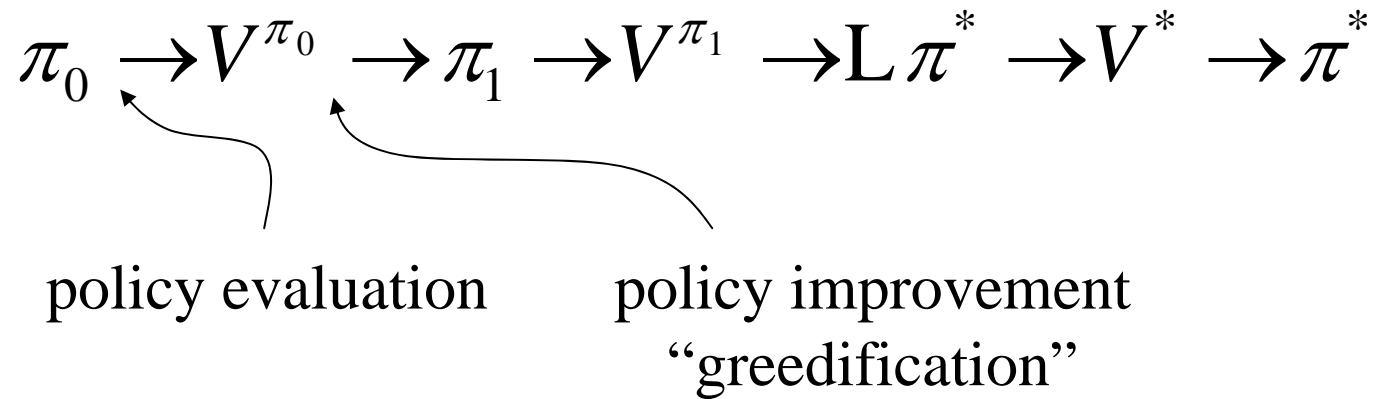 π₀ → V^{π₀} → π₁ → V^{π₁} → L π^* → V^* → π^*
policy evaluation
policy improvement
“greedification”